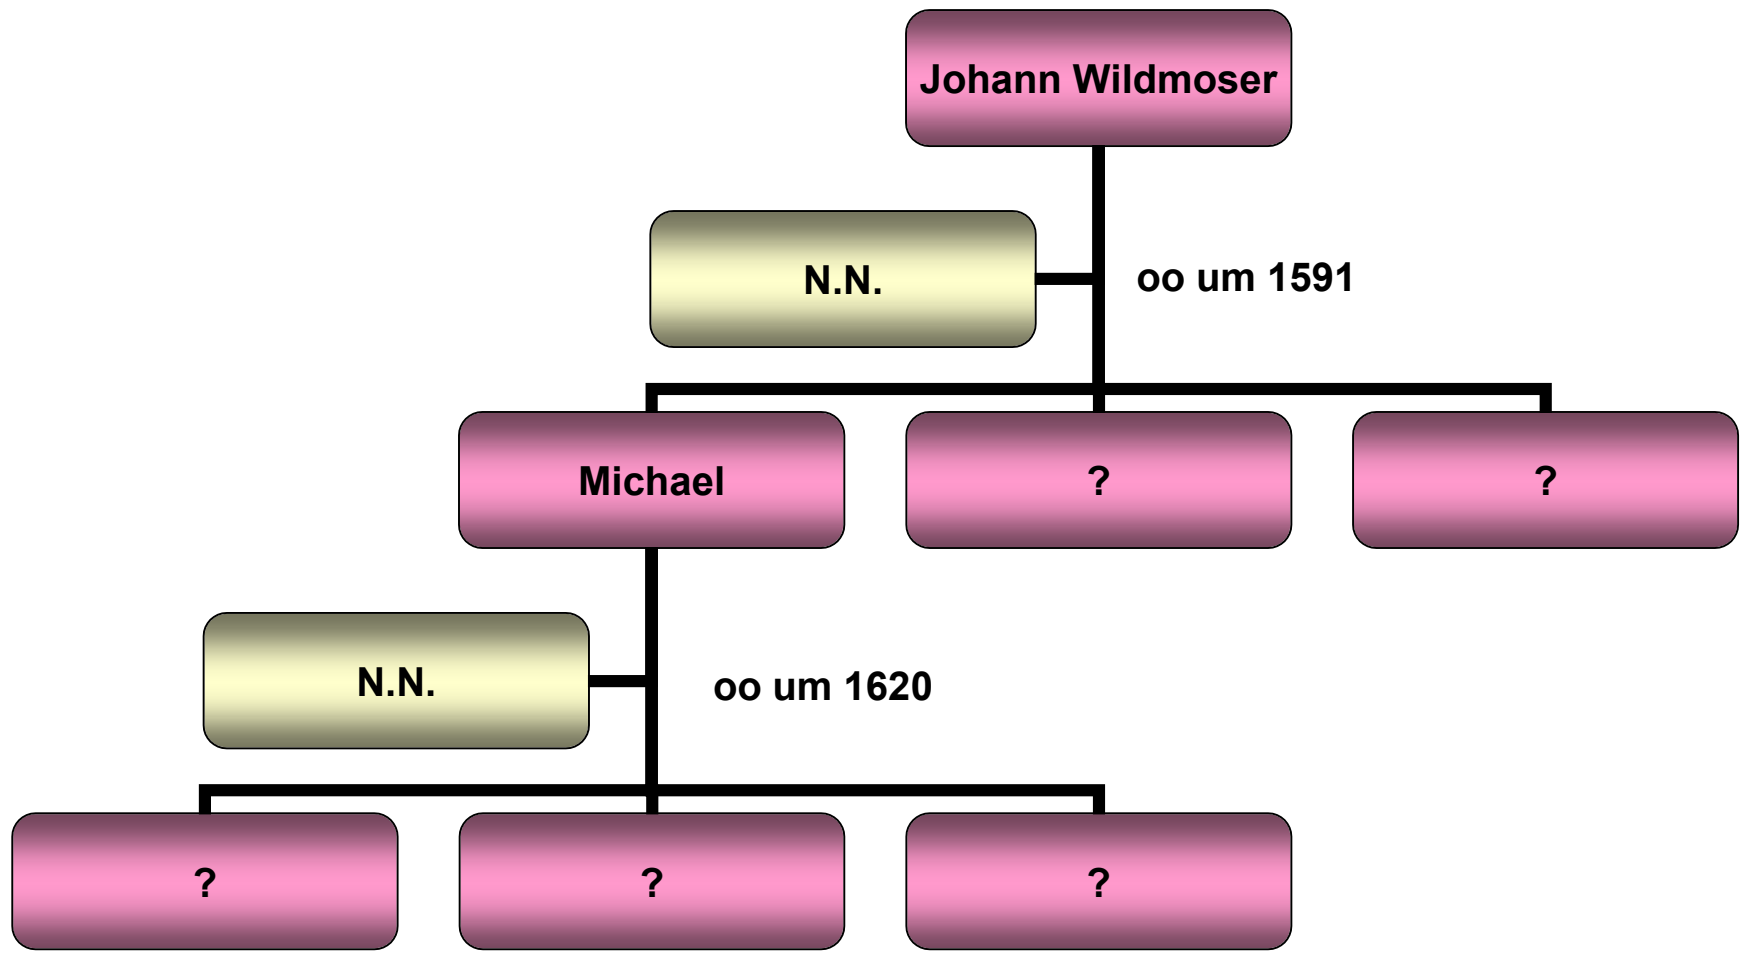 Johann Wildmoser
N.N.
oo um 1591
Michael
?
?
N.N.
oo um 1620
?
?
?